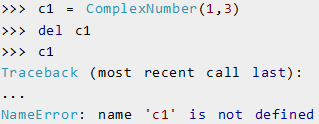 >>> c1 = ComplexNumber(1,3)
>>> del c1
>>> c1
Traceback (most recent call last):
...
NameError: name 'c1' is not defined